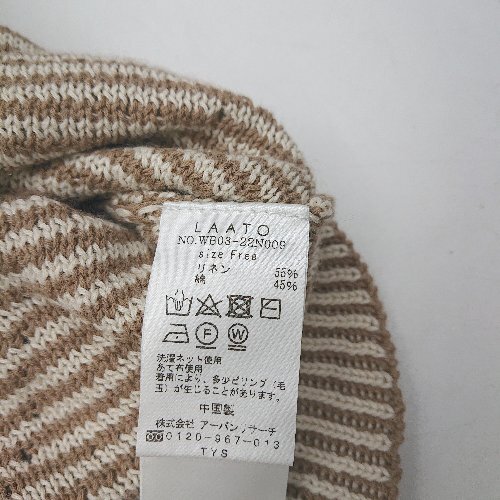 LAATO
NO.WB03-22N009
size Free
リネン 55%
綿 45%
洗濯ネット使用
あて布使用
着用により、多少ピリング(毛
玉)が生じることがあります。
中国製
株式会社 アーバンリサーチ
0120-967-013
TYS